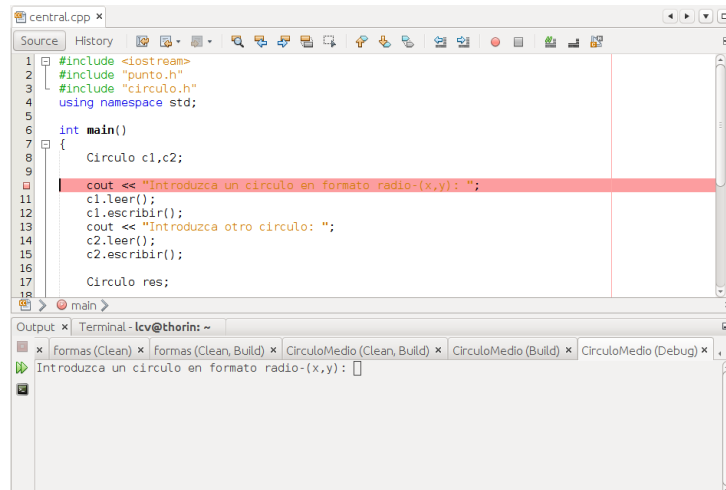 central.cpp ×
Source History
1 #include <iostream>
2 #include "punto.h"
3 #include "circulo.h"
4 using namespace std;
5
6 int main()
7 {
8 Circulo c1,c2;
9
cout << "Introduzca un circulo en formato radio-(x,y): ";
11 c1.leer();
12 c1.escribir();
13 cout << "Introduzca otro circulo: ";
14 c2.leer();
15 c2.escribir();
16
17 Circulo res;
18
main
Output × Terminal - lcv@thorin: ~
× formas (Clean) × formas (Clean, Build) × CirculoMedio (Clean, Build) × CirculoMedio (Build) × CirculoMedio (Debug) ×
Introduzca un circulo en formato radio-(x,y):